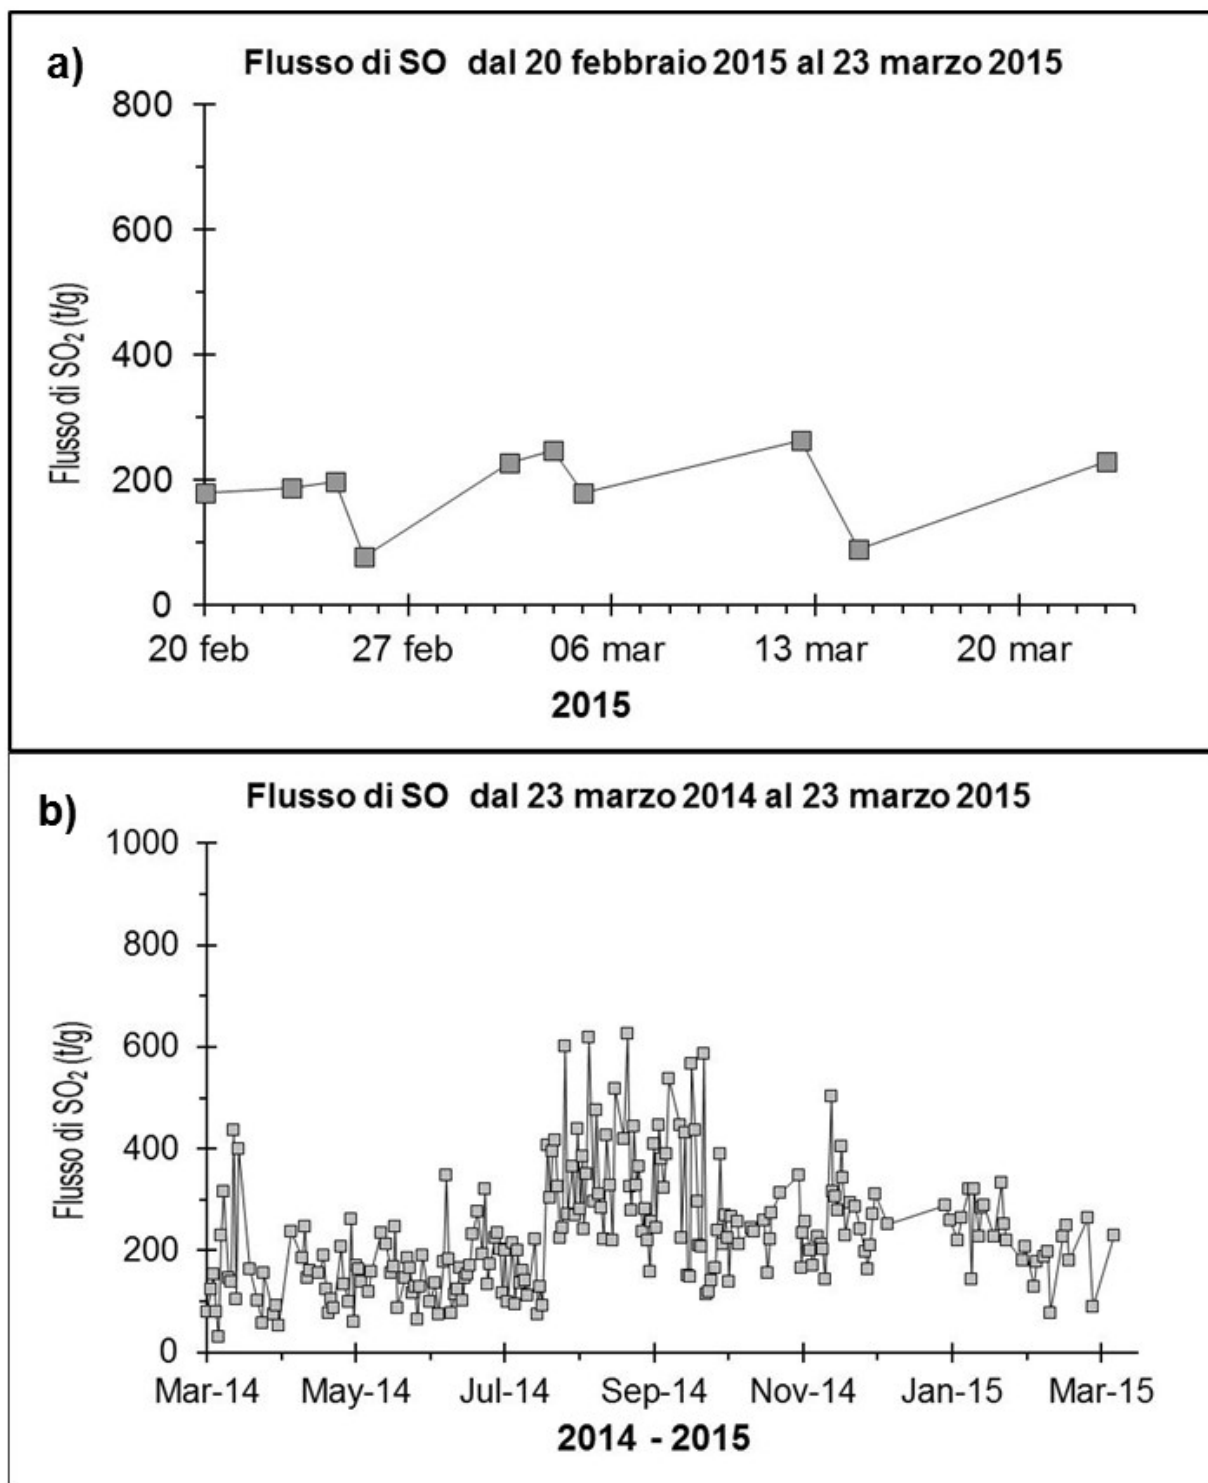 a)
Flusso di SO dal 20 febbraio 2015 al 23 marzo 2015
800
600
400
200
0
Flusso di SO₂ (t/g)
20 feb 27 feb 06 mar 13 mar 20 mar
2015
b)
Flusso di SO dal 23 marzo 2014 al 23 marzo 2015
1000
800
600
400
200
0
Flusso di SO₂ (t/g)
Mar-14 May-14 Jul-14 Sep-14 Nov-14 Jan-15 Mar-15
2014 - 2015